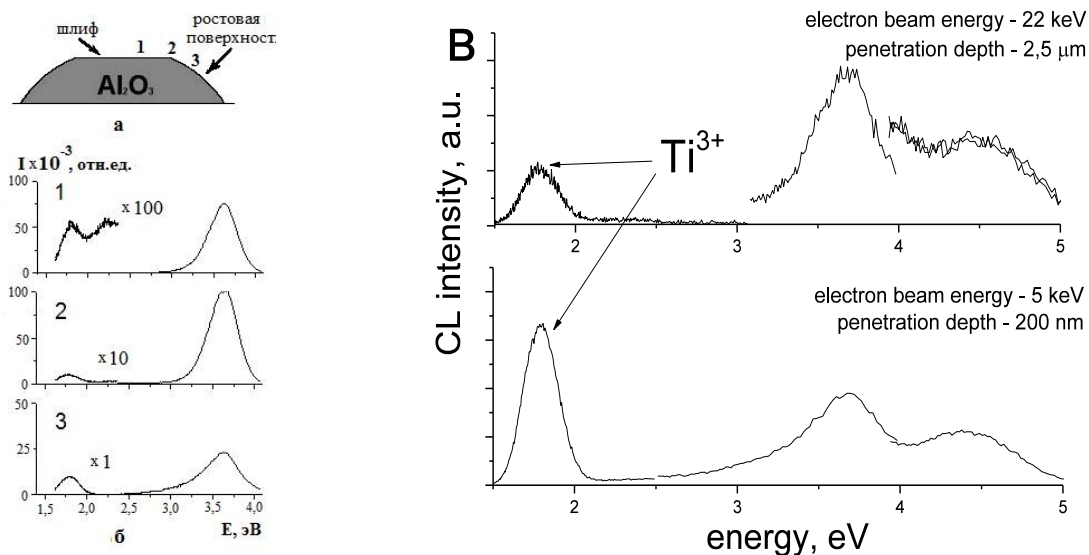 шлиф
ростовая
поверхность
1
2
3
Al₂O₃
а
I x10⁻³, отн.ед.
100
50
0
1
x 100
100
50
0
2
x10
50
25
0
3
x 1
1,5
2,0
2,5
3,0
3,5
4,0
б
E, эВ
B
electron beam energy - 22 keV
penetration depth - 2,5 μm
Ti³⁺
2
3
4
5
electron beam energy - 5 keV
penetration depth - 200 nm
2
3
4
5
CL intensity, a.u.
energy, eV